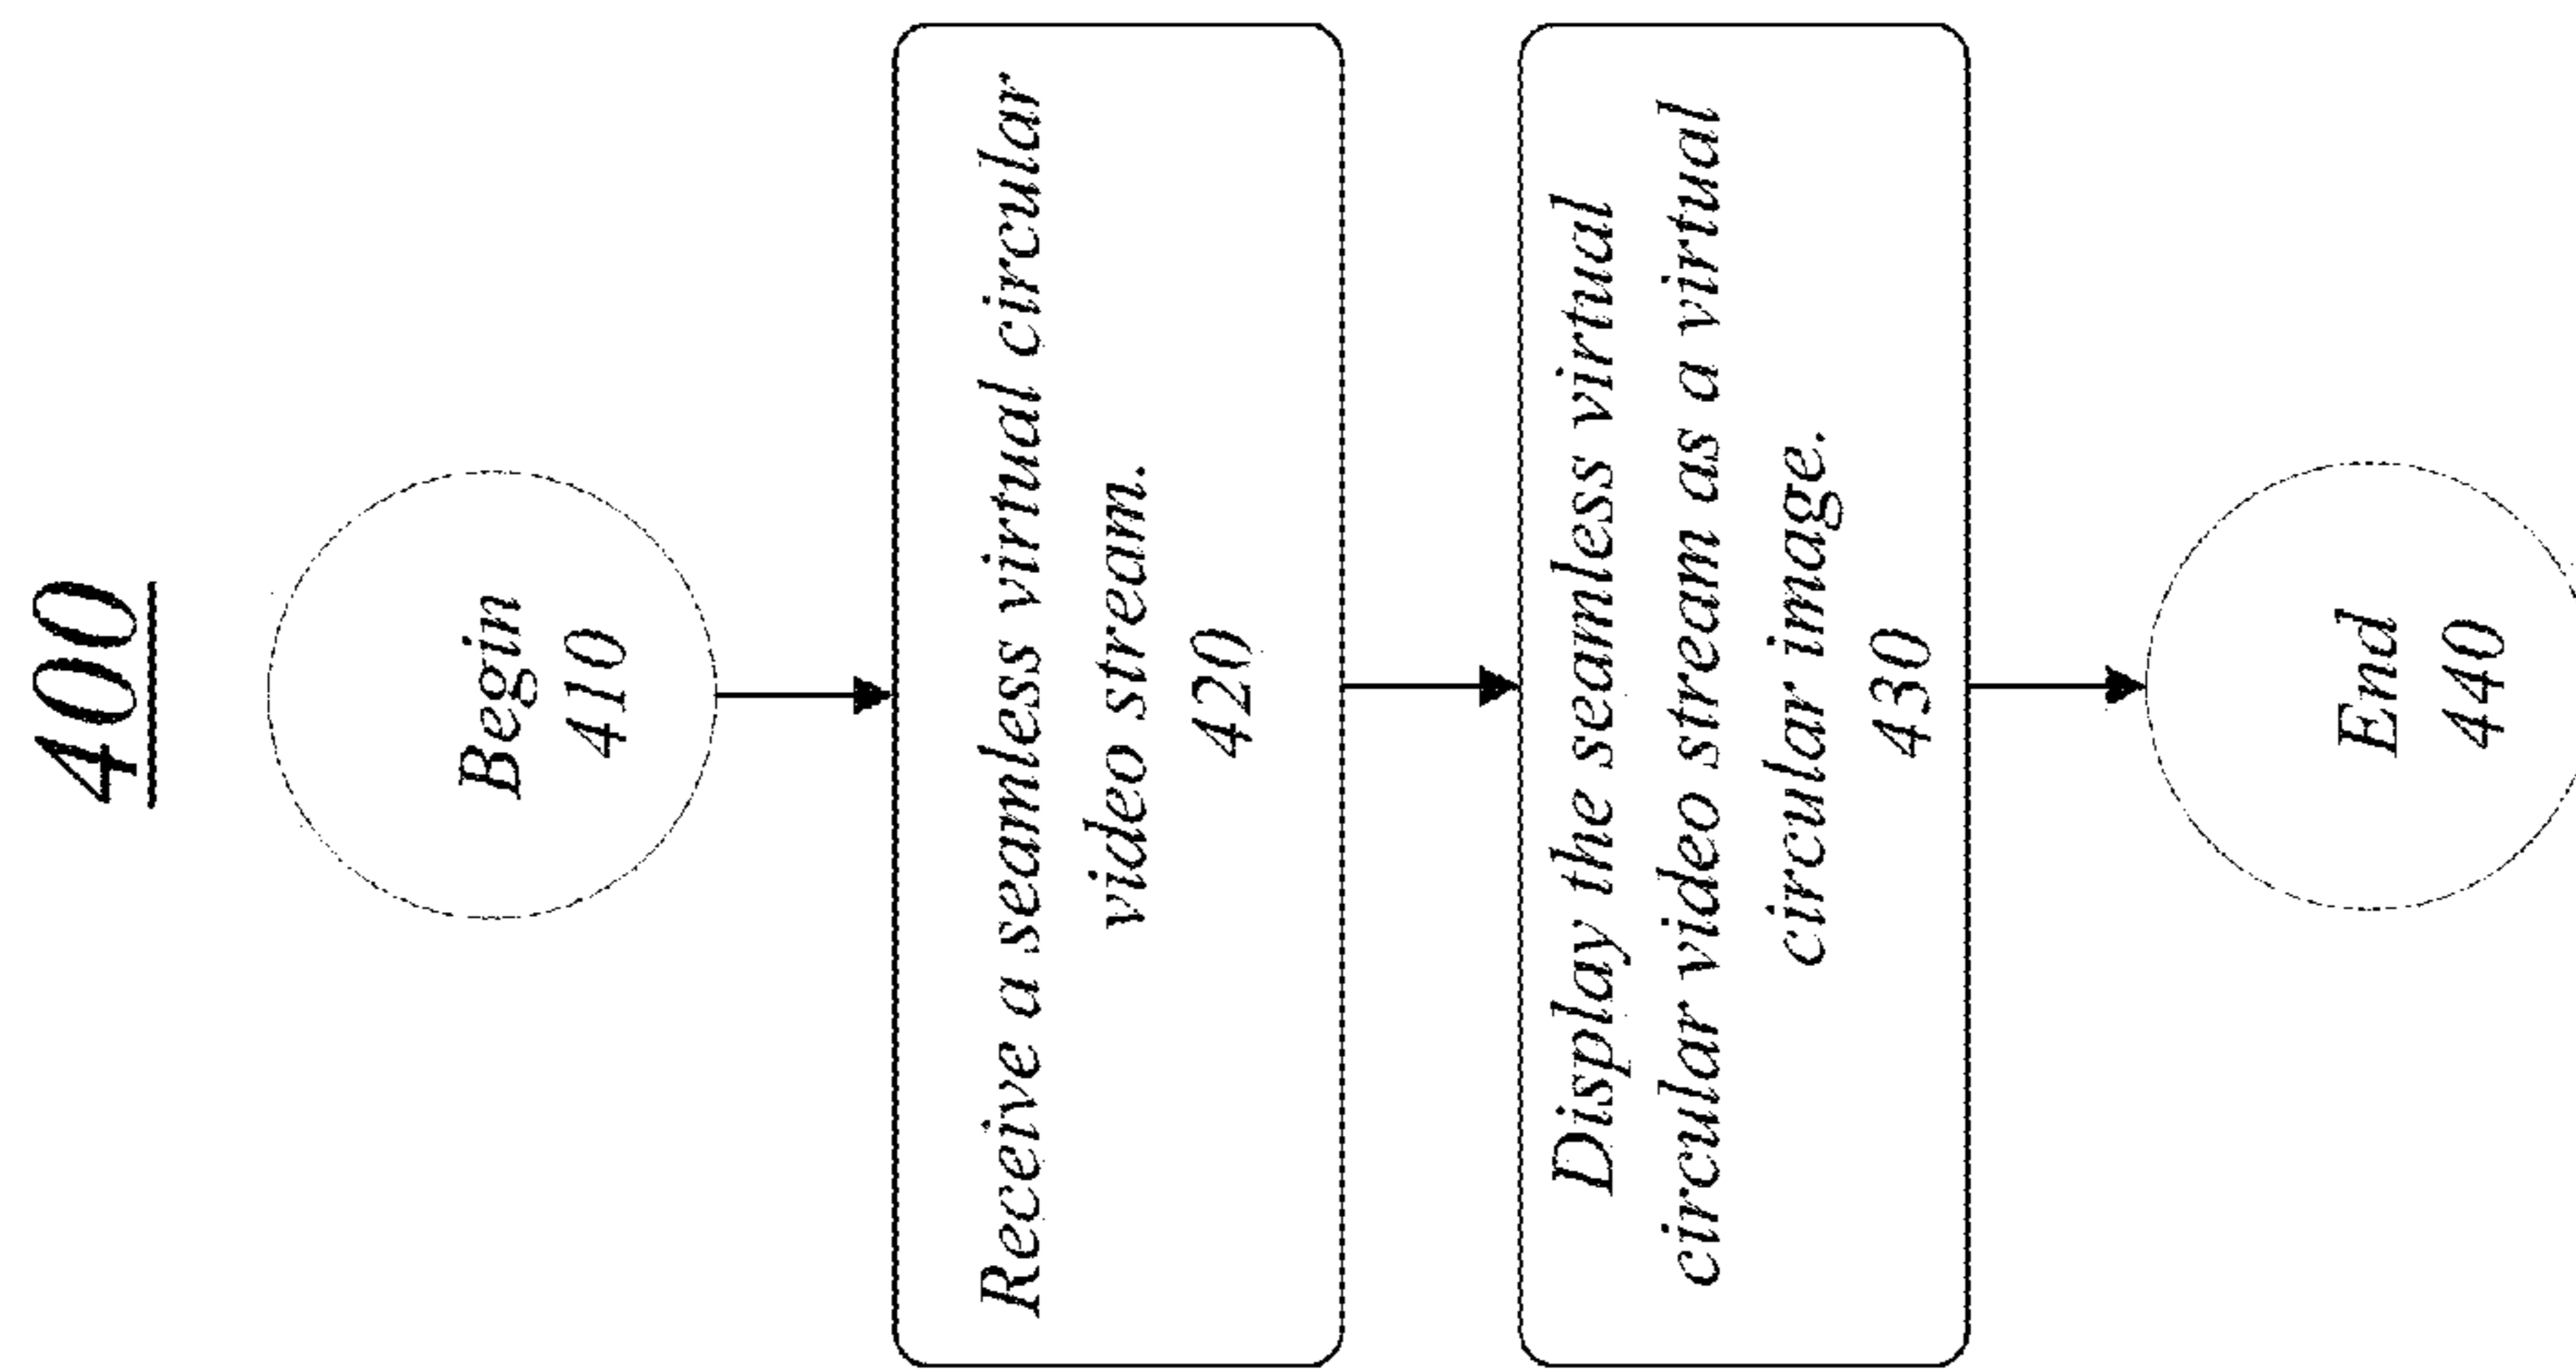 400
Begin
410
Receive a seamless virtual circular
video stream.
420
Display the seamless virtual
circular video stream as a virtual
circular image.
430
End
440